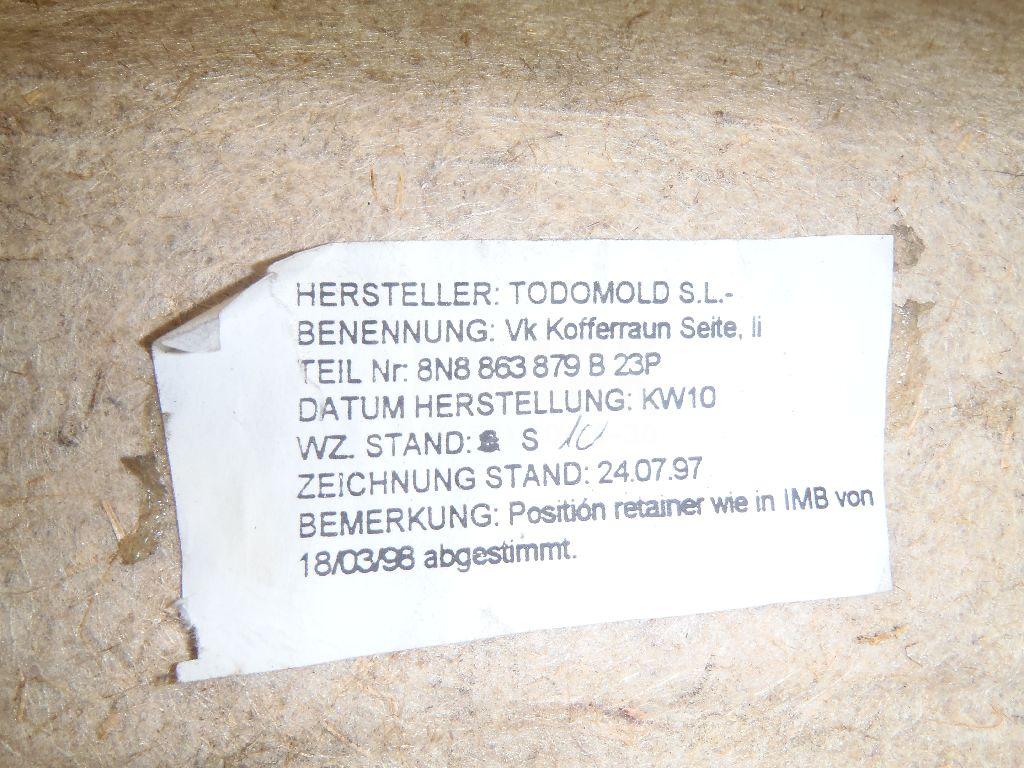 HERSTELLER: TODOMOLD S.L.-
BENENNUNG: Vk Kofferraun Seite, li
TEIL Nr: 8N8 863 879 B 23P
DATUM HERSTELLUNG: KW10
WZ. STAND: S 10
ZEICHNUNG STAND: 24.07.97
BEMERKUNG: Positión retainer wie in IMB von
18/03/98 abgestimmt.